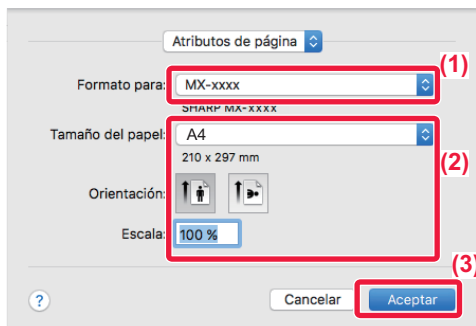 Atributos de página
(1)
Formato para: MX-xxxx
SHARP MX-xxxx
Tamaño del papel: A4
210 x 297 mm
(2)
Orientación:
Escala: 100 %
(3)
? Cancelar Aceptar